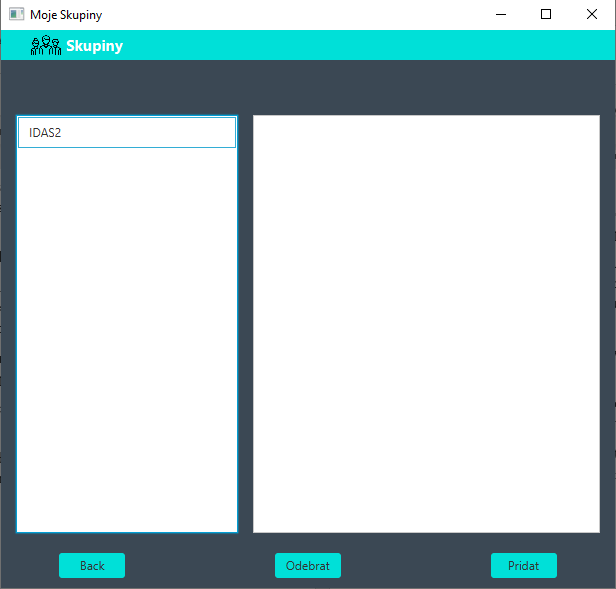 Moje Skupiny
Skupiny
IDAS2
Back
Odebrat
Pridat